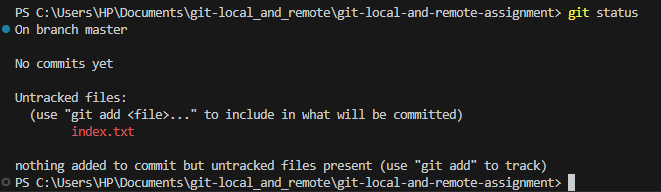 PS C:\Users\HP\Documents\git-local_and_remote\git-local-and-remote-assignment> git status
On branch master

No commits yet

Untracked files:
  (use "git add <file>..." to include in what will be committed)
        index.txt

nothing added to commit but untracked files present (use "git add" to track)
PS C:\Users\HP\Documents\git-local_and_remote\git-local-and-remote-assignment>